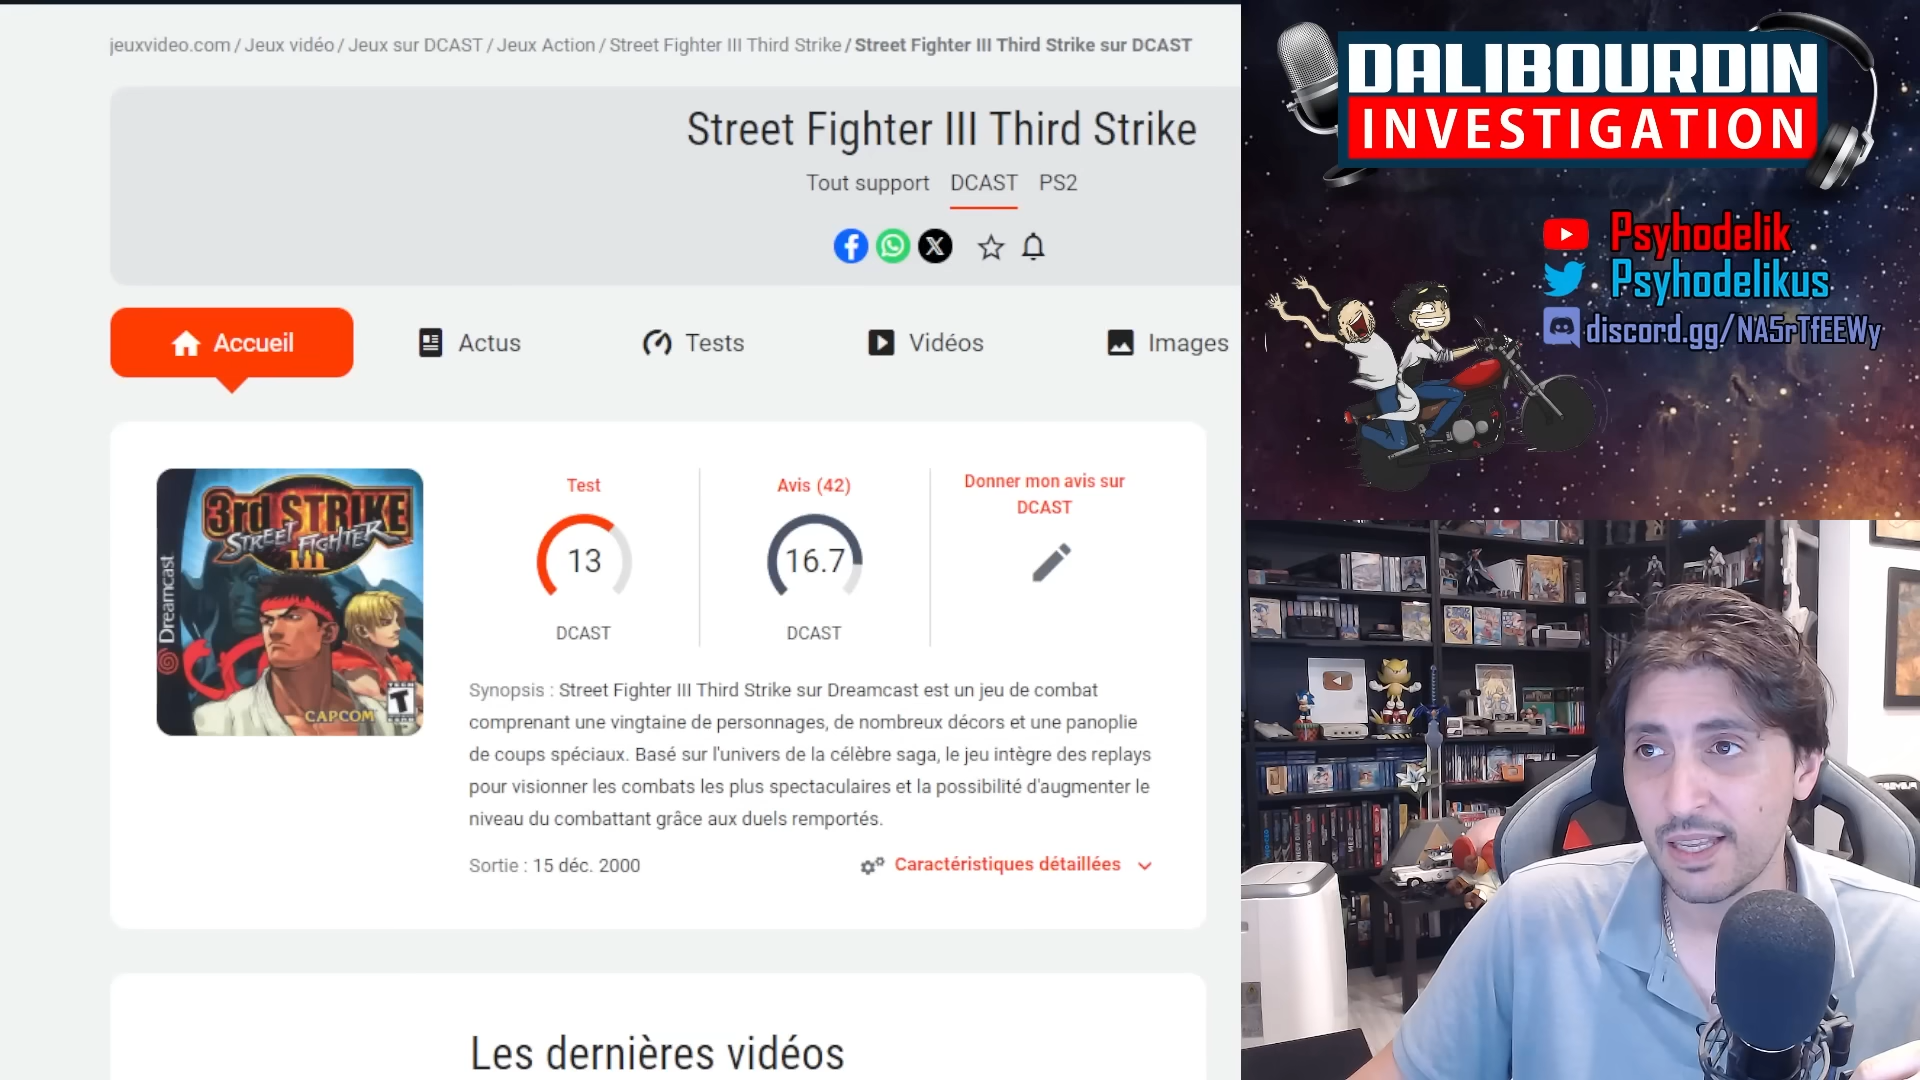 jeuxvideo.com / Jeux vidéo / Jeux sur DCAST / Jeux Action / Street Fighter III Third Strike / Street Fighter III Third Strike sur DCAST
Street Fighter III Third Strike
Tout support DCAST PS2
Accueil
Actus
Tests
Vidéos
Images
3rd STRIKE
STREET FIGHTER
III
Dreamcast
CAPCOM
TEEN
T
Test
13
DCAST
Avis (42)
16.7
DCAST
Donner mon avis sur
DCAST
Synopsis : Street Fighter III Third Strike sur Dreamcast est un jeu de combat
comprenant une vingtaine de personnages, de nombreux décors et une panoplie
de coups spéciaux. Basé sur l'univers de la célèbre saga, le jeu intègre des replays
pour visionner les combats les plus spectaculaires et la possibilité d'augmenter le
niveau du combattant grâce aux duels remportés.
Sortie : 15 déc. 2000
Caractéristiques détaillées
Les dernières vidéos
DALIBOURDIN
INVESTIGATION
Psyhodelik
Psyhodelikus
discord.gg/NA5rTfEEWy